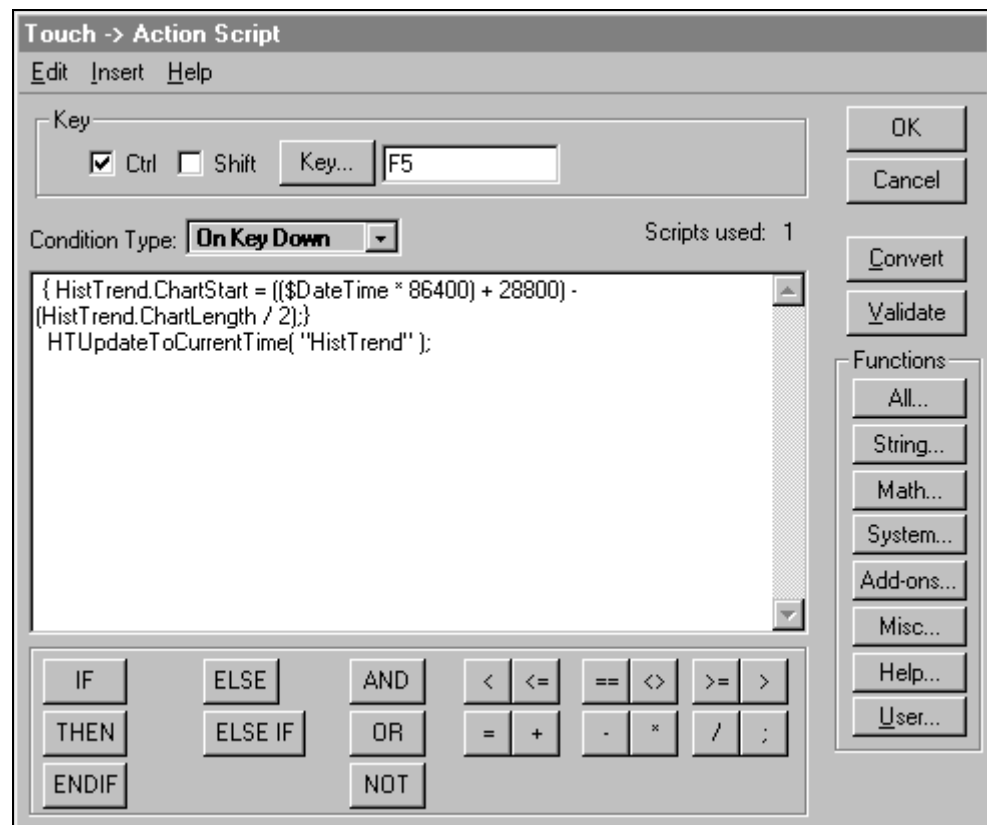 Touch -> Action Script
Edit Insert Help
Key
Ctrl Shift Key... F5
OK
Cancel
Condition Type: On Key Down Scripts used: 1
Convert
Validate
{ HistTrend.ChartStart = (($DateTime * 86400) + 28800) -
(HistTrend.ChartLength / 2);}
HTUpdateToCurrentTime( "HistTrend" );
Functions
All...
String...
Math...
System...
Add-ons...
Misc...
Help...
User...
IF ELSE AND < <= == <> >= >
THEN ELSE IF OR = + - * / ;
ENDIF NOT